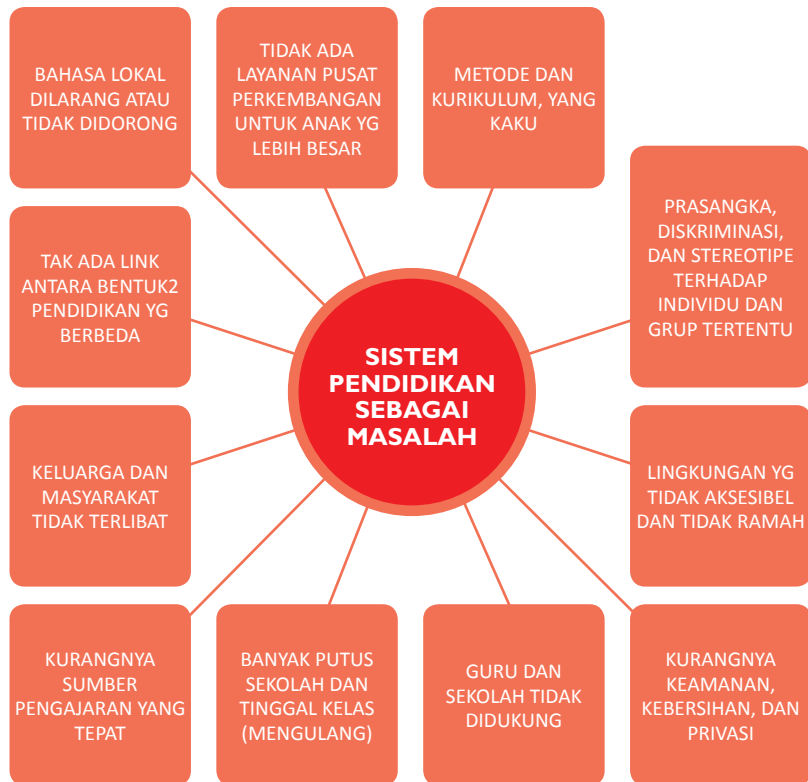 BAHASA LOKAL
DILARANG ATAU
TIDAK DIDORONG
TIDAK ADA
LAYANAN PUSAT
PERKEMBANGAN
UNTUK ANAK YG
LEBIH BESAR
METODE DAN
KURIKULUM, YANG
KAKU
PRASANGKA,
DISKRIMINASI,
DAN STEREOTIPE
TERHADAP
INDIVIDU DAN
GRUP TERTENTU
TAK ADA LINK
ANTARA BENTUK2
PENDIDIKAN YG
BERBEDA
SISTEM
PENDIDIKAN
SEBAGAI
MASALAH
KELUARGA DAN
MASYARAKAT
TIDAK TERLIBAT
LINGKUNGAN YG
TIDAK AKSESIBEL
DAN TIDAK RAMAH
KURANGNYA
SUMBER
PENGAJARAN YANG
TEPAT
BANYAK PUTUS
SEKOLAH DAN
TINGGAL KELAS
(MENGULANG)
GURU DAN
SEKOLAH TIDAK
DIDUKUNG
KURANGNYA
KEAMANAN,
KEBERSIHAN, DAN
PRIVASI